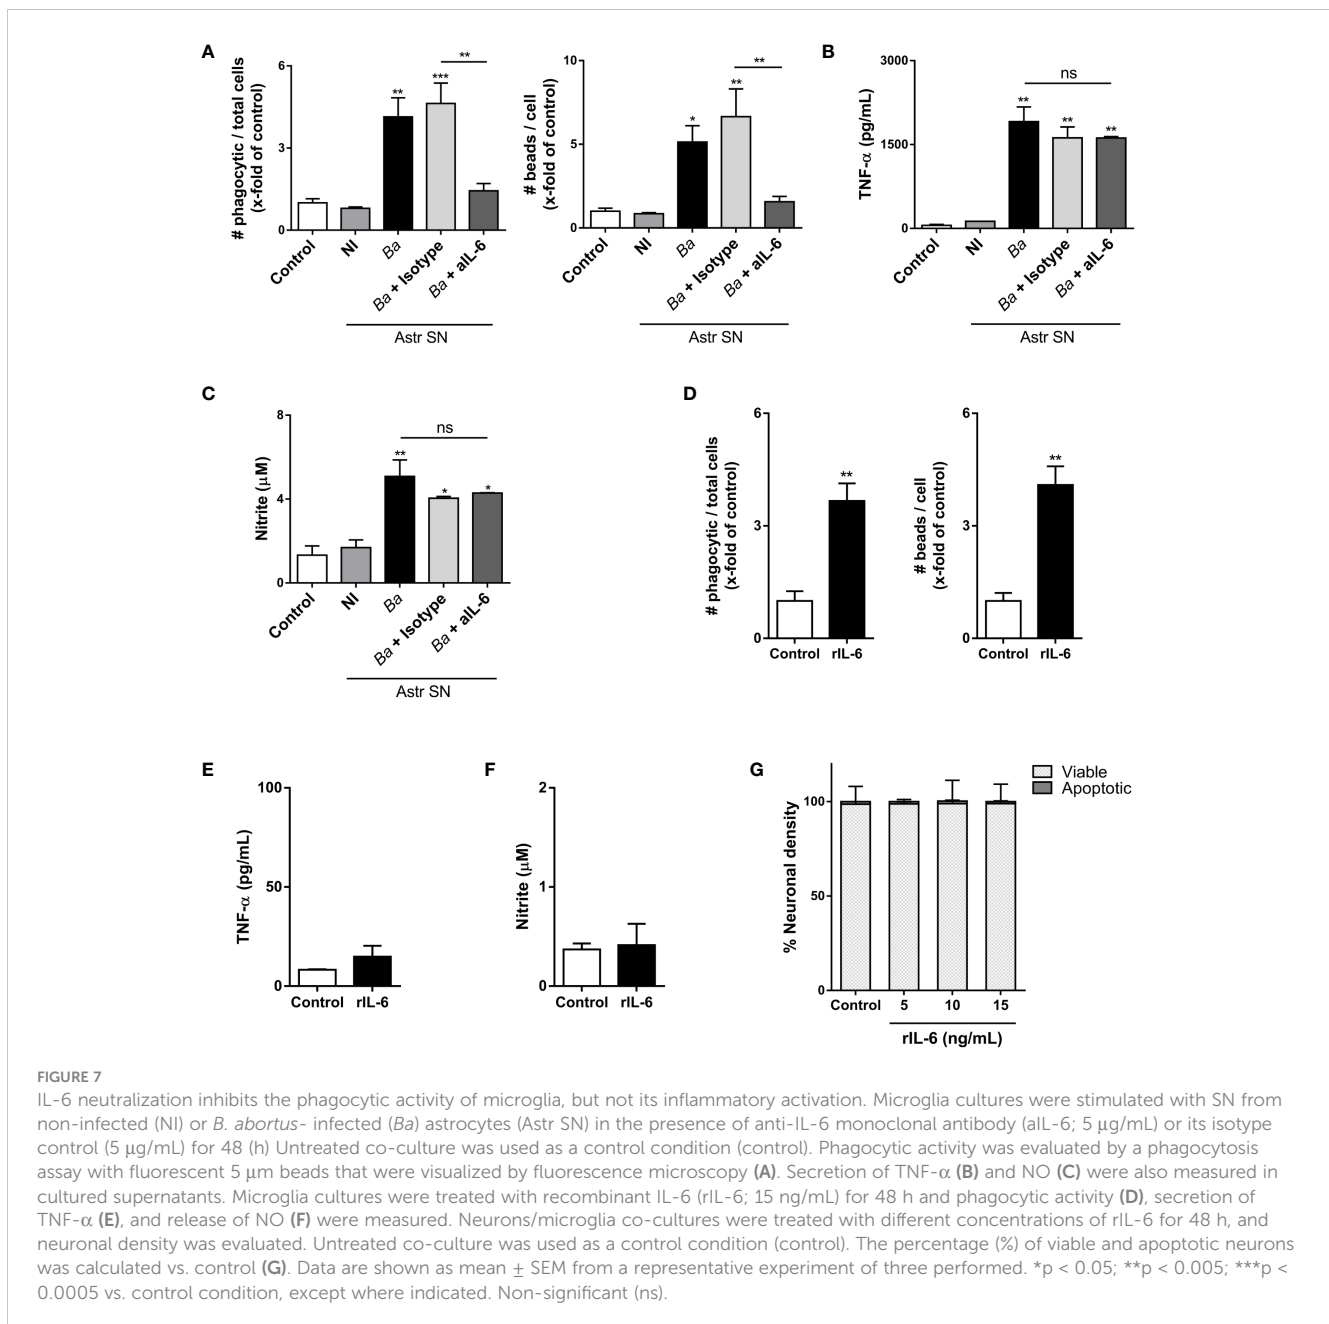 A
# phagocytic / total cells
(x-fold of control)
6
3
0
**
***
**
Control
NI
Ba
Ba + Isotype
Ba + aIL-6
Astr SN
# beads / cell
(x-fold of control)
10
5
0
*
**
**
Control
NI
Ba
Ba + Isotype
Ba + aIL-6
Astr SN
B
TNF-α (pg/mL)
3000
1500
0
ns
**
**
**
Control
NI
Ba
Ba + Isotype
Ba + aIL-6
Astr SN
C
Nitrite (μM)
8
4
0
ns
**
*
*
Control
NI
Ba
Ba + Isotype
Ba + aIL-6
Astr SN
D
# phagocytic / total cells
(x-fold of control)
6
3
0
**
Control
rIL-6
# beads / cell
(x-fold of control)
6
3
0
**
Control
rIL-6
E
TNF-α (pg/mL)
100
50
0
Control
rIL-6
F
Nitrite (μM)
2
1
0
Control
rIL-6
G
% Neuronal density
100
50
0
Viable
Apoptotic
Control
5
10
15
rIL-6 (ng/mL)
FIGURE 7
IL-6 neutralization inhibits the phagocytic activity of microglia, but not its inflammatory activation. Microglia cultures were stimulated with SN from
non-infected (NI) or B. abortus- infected (Ba) astrocytes (Astr SN) in the presence of anti-IL-6 monoclonal antibody (aIL-6; 5 μg/mL) or its isotype
control (5 μg/mL) for 48 (h) Untreated co-culture was used as a control condition (control). Phagocytic activity was evaluated by a phagocytosis
assay with fluorescent 5 μm beads that were visualized by fluorescence microscopy (A). Secretion of TNF-α (B) and NO (C) were also measured in
cultured supernatants. Microglia cultures were treated with recombinant IL-6 (rIL-6; 15 ng/mL) for 48 h and phagocytic activity (D), secretion of
TNF-α (E), and release of NO (F) were measured. Neurons/microglia co-cultures were treated with different concentrations of rIL-6 for 48 h, and
neuronal density was evaluated. Untreated co-culture was used as a control condition (control). The percentage (%) of viable and apoptotic neurons
was calculated vs. control (G). Data are shown as mean ± SEM from a representative experiment of three performed. *p < 0.05; **p < 0.005; ***p <
0.0005 vs. control condition, except where indicated. Non-significant (ns).